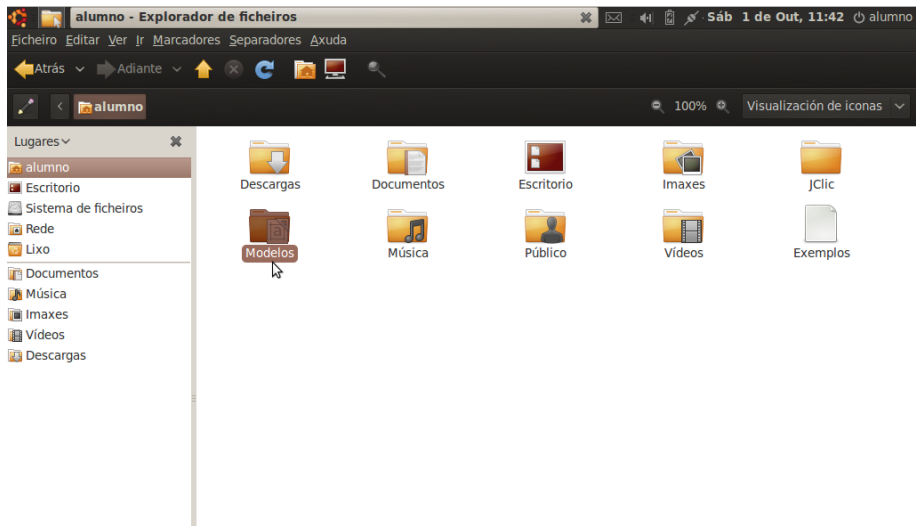 alumno - Explorador de ficheiros
Sáb 1 de Out, 11:42 alumno
Ficheiro Editar Ver Ir Marcadores Separadores Axuda
Atrás Adiante
alumno 100% Visualización de iconas
Lugares
alumno
Escritorio
Sistema de ficheiros
Rede
Lixo
Documentos
Música
Imaxes
Vídeos
Descargas
Descargas Documentos Escritorio Imaxes JClic
Modelos Música Público Vídeos Exemplos